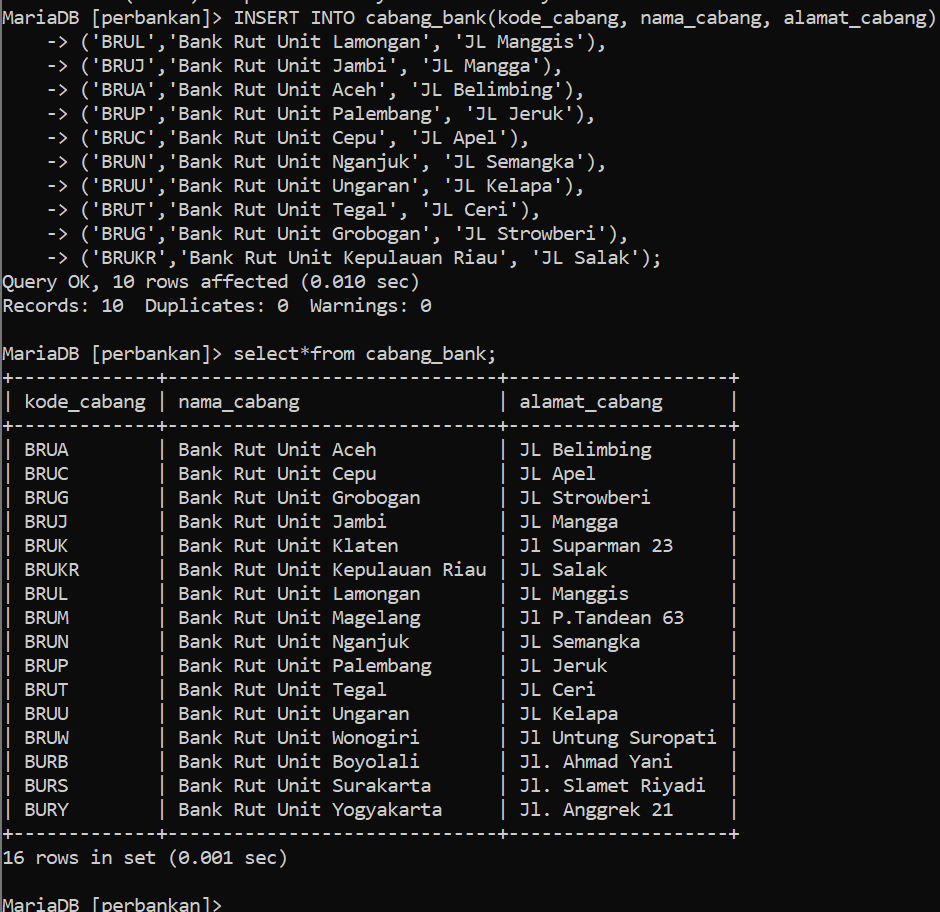 MariaDB [perbankan]> INSERT INTO cabang_bank(kode_cabang, nama_cabang, alamat_cabang)
    -> ('BRUL','Bank Rut Unit Lamongan', 'JL Manggis'),
    -> ('BRUJ','Bank Rut Unit Jambi', 'JL Mangga'),
    -> ('BRUA','Bank Rut Unit Aceh', 'JL Belimbing'),
    -> ('BRUP','Bank Rut Unit Palembang', 'JL Jeruk'),
    -> ('BRUC','Bank Rut Unit Cepu', 'JL Apel'),
    -> ('BRUN','Bank Rut Unit Nganjuk', 'JL Semangka'),
    -> ('BRUU','Bank Rut Unit Ungaran', 'JL Kelapa'),
    -> ('BRUT','Bank Rut Unit Tegal', 'JL Ceri'),
    -> ('BRUG','Bank Rut Unit Grobogan', 'JL Strowberi'),
    -> ('BRUKR','Bank Rut Unit Kepulauan Riau', 'JL Salak');
Query OK, 10 rows affected (0.010 sec)
Records: 10  Duplicates: 0  Warnings: 0

MariaDB [perbankan]> select*from cabang_bank;
+-------------+------------------------------+--------------------+
| kode_cabang | nama_cabang                  | alamat_cabang      |
+-------------+------------------------------+--------------------+
| BRUA        | Bank Rut Unit Aceh           | JL Belimbing       |
| BRUC        | Bank Rut Unit Cepu           | JL Apel            |
| BRUG        | Bank Rut Unit Grobogan       | JL Strowberi       |
| BRUJ        | Bank Rut Unit Jambi          | JL Mangga          |
| BRUK        | Bank Rut Unit Klaten         | Jl Suparman 23     |
| BRUKR       | Bank Rut Unit Kepulauan Riau | JL Salak           |
| BRUL        | Bank Rut Unit Lamongan       | JL Manggis         |
| BRUM        | Bank Rut Unit Magelang       | Jl P.Tandean 63    |
| BRUN        | Bank Rut Unit Nganjuk        | JL Semangka        |
| BRUP        | Bank Rut Unit Palembang      | JL Jeruk           |
| BRUT        | Bank Rut Unit Tegal          | JL Ceri            |
| BRUU        | Bank Rut Unit Ungaran        | JL Kelapa          |
| BRUW        | Bank Rut Unit Wonogiri       | Jl Untung Suropati |
| BURB        | Bank Rut Unit Boyolali       | Jl. Ahmad Yani     |
| BURS        | Bank Rut Unit Surakarta      | Jl. Slamet Riyadi  |
| BURY        | Bank Rut Unit Yogyakarta     | Jl. Anggrek 21     |
+-------------+------------------------------+--------------------+
16 rows in set (0.001 sec)

MariaDB [perbankan]>